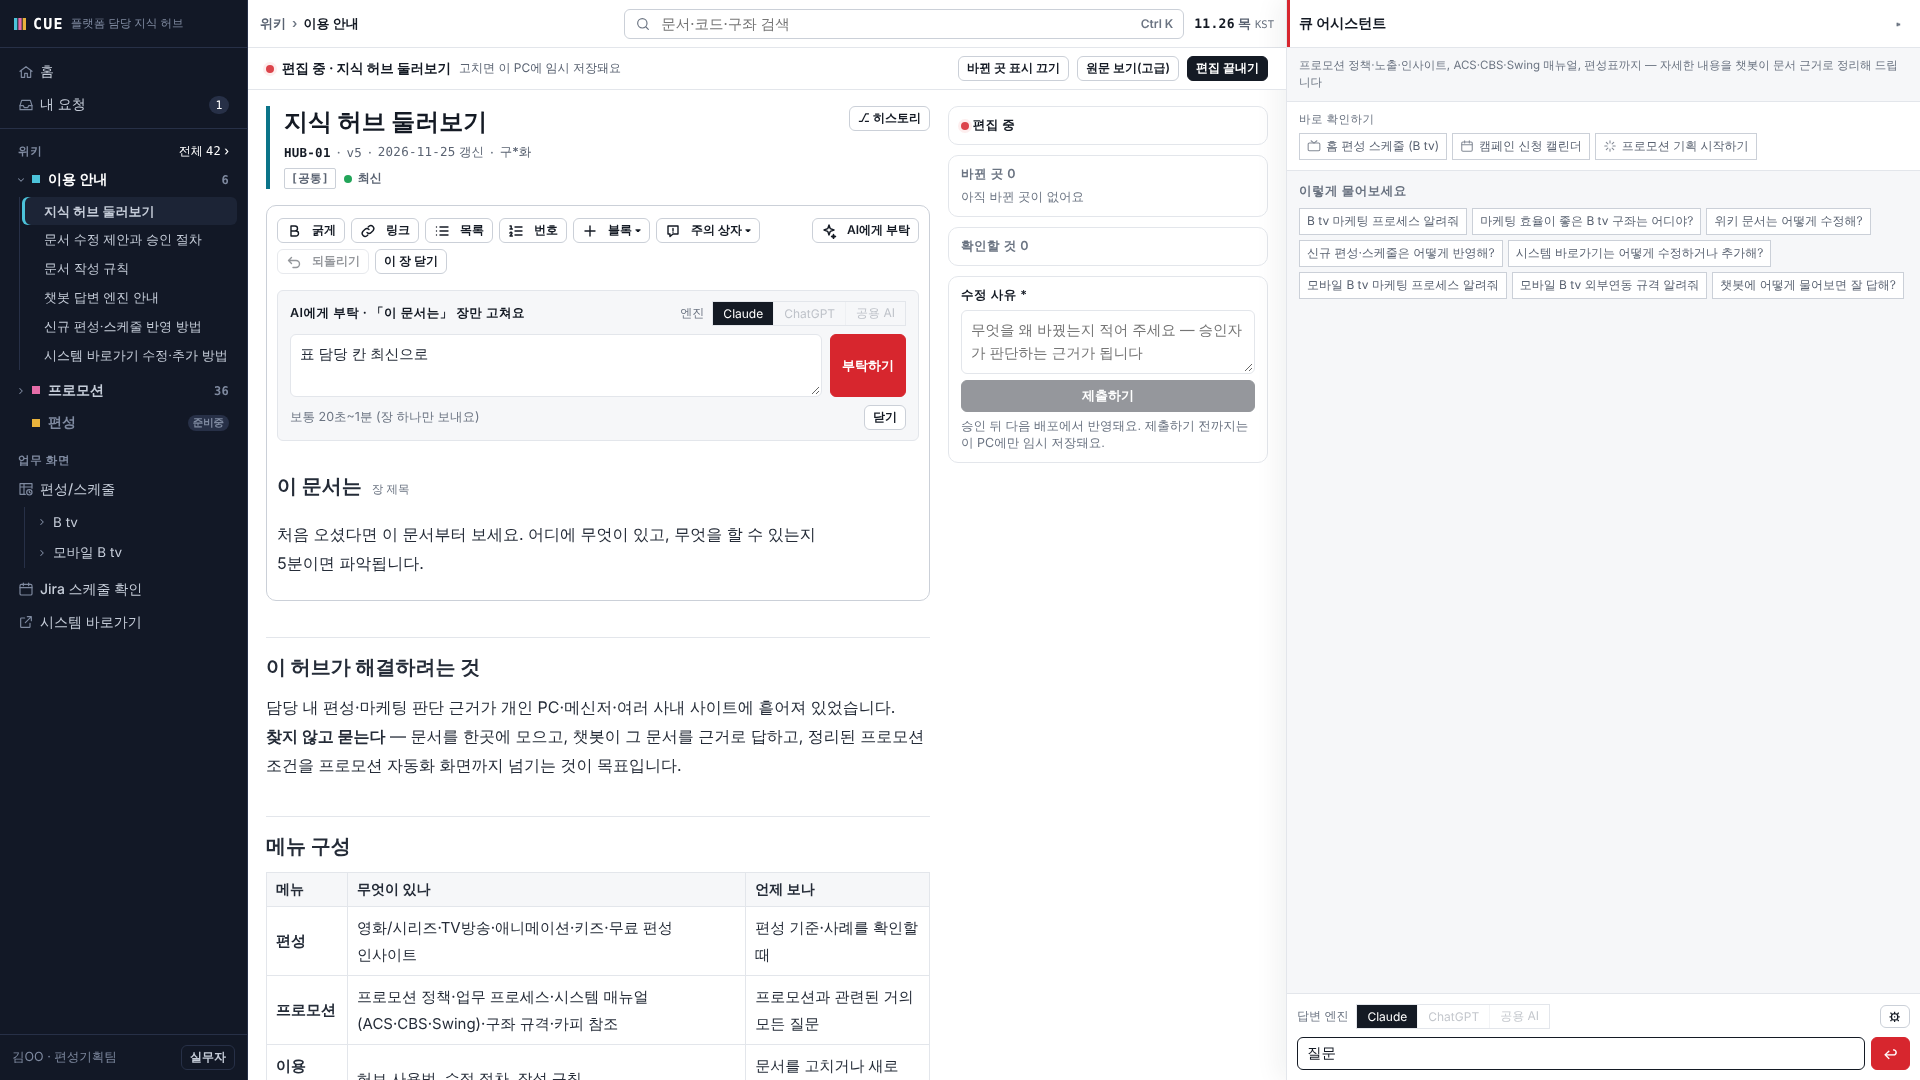 CUE 플랫폼 담당 지식 허브
홈
내 요청 1
위키 전체 42 ›
이용 안내 6
지식 허브 둘러보기
문서 수정 제안과 승인 절차
문서 작성 규칙
챗봇 답변 엔진 안내
신규 편성·스케줄 반영 방법
시스템 바로가기 수정·추가 방법
프로모션 36
편성 준비중
업무 화면
편성/스케줄
B tv
모바일 B tv
Jira 스케줄 확인
시스템 바로가기
김OO · 편성기획팀 실무자
위키 › 이용 안내
문서·코드·구좌 검색 Ctrl K
11.26 목 KST
편집 중 · 지식 허브 둘러보기 고치면 이 PC에 임시 저장돼요
바뀐 곳 표시 끄기 원문 보기(고급) 편집 끝내기
지식 허브 둘러보기
히스토리
HUB-01 · v5 · 2026-11-25 갱신 · 구*화
[공통] 최신
굵게 링크 목록 번호 블록 주의 상자 AI에게 부탁
되돌리기 이 장 닫기
AI에게 부탁 · 「이 문서는」 장만 고쳐요
엔진 Claude ChatGPT 공용 AI
표 담당 칸 최신으로
부탁하기
보통 20초~1분 (장 하나만 보내요)
닫기
이 문서는 장 제목
처음 오셨다면 이 문서부터 보세요. 어디에 무엇이 있고, 무엇을 할 수 있는지
5분이면 파악됩니다.
이 허브가 해결하려는 것
담당 내 편성·마케팅 판단 근거가 개인 PC·메신저·여러 사내 사이트에 흩어져 있었습니다.
찾지 않고 묻는다 — 문서를 한곳에 모으고, 챗봇이 그 문서를 근거로 답하고, 정리된 프로모션
조건을 프로모션 자동화 화면까지 넘기는 것이 목표입니다.
메뉴 구성
메뉴 무엇이 있나 언제 보나
편성 영화/시리즈·TV방송·애니메이션·키즈·무료 편성
인사이트
편성 기준·사례를 확인할
때
프로모션 프로모션 정책·업무 프로세스·시스템 매뉴얼
(ACS·CBS·Swing)·구좌 규격·카피 참조
프로모션과 관련된 거의
모든 질문
이용
허브 사용법, 수정 절차, 작성 규칙
문서를 고치거나 새로
편집 중
바뀐 곳 0
아직 바뀐 곳이 없어요
확인할 것 0
수정 사유 *
무엇을 왜 바꿨는지 적어 주세요 — 승인자
가 판단하는 근거가 됩니다
제출하기
승인 뒤 다음 배포에서 반영돼요. 제출하기 전까지는
이 PC에만 임시 저장돼요.
큐 어시스턴트
프로모션 정책·노출·인사이트, ACS·CBS·Swing 매뉴얼, 편성표까지 — 자세한 내용을 챗봇이 문서 근거로 정리해 드립
니다
바로 확인하기
홈 편성 스케줄 (B tv) 캠페인 신청 캘린더 프로모션 기획 시작하기
이렇게 물어보세요
B tv 마케팅 프로세스 알려줘 마케팅 효율이 좋은 B tv 구좌는 어디야? 위키 문서는 어떻게 수정해?
신규 편성·스케줄은 어떻게 반영해? 시스템 바로가기는 어떻게 수정하거나 추가해?
모바일 B tv 마케팅 프로세스 알려줘 모바일 B tv 외부연동 규격 알려줘 챗봇에 어떻게 물어보면 잘 답해?
답변 엔진 Claude ChatGPT 공용 AI
질문